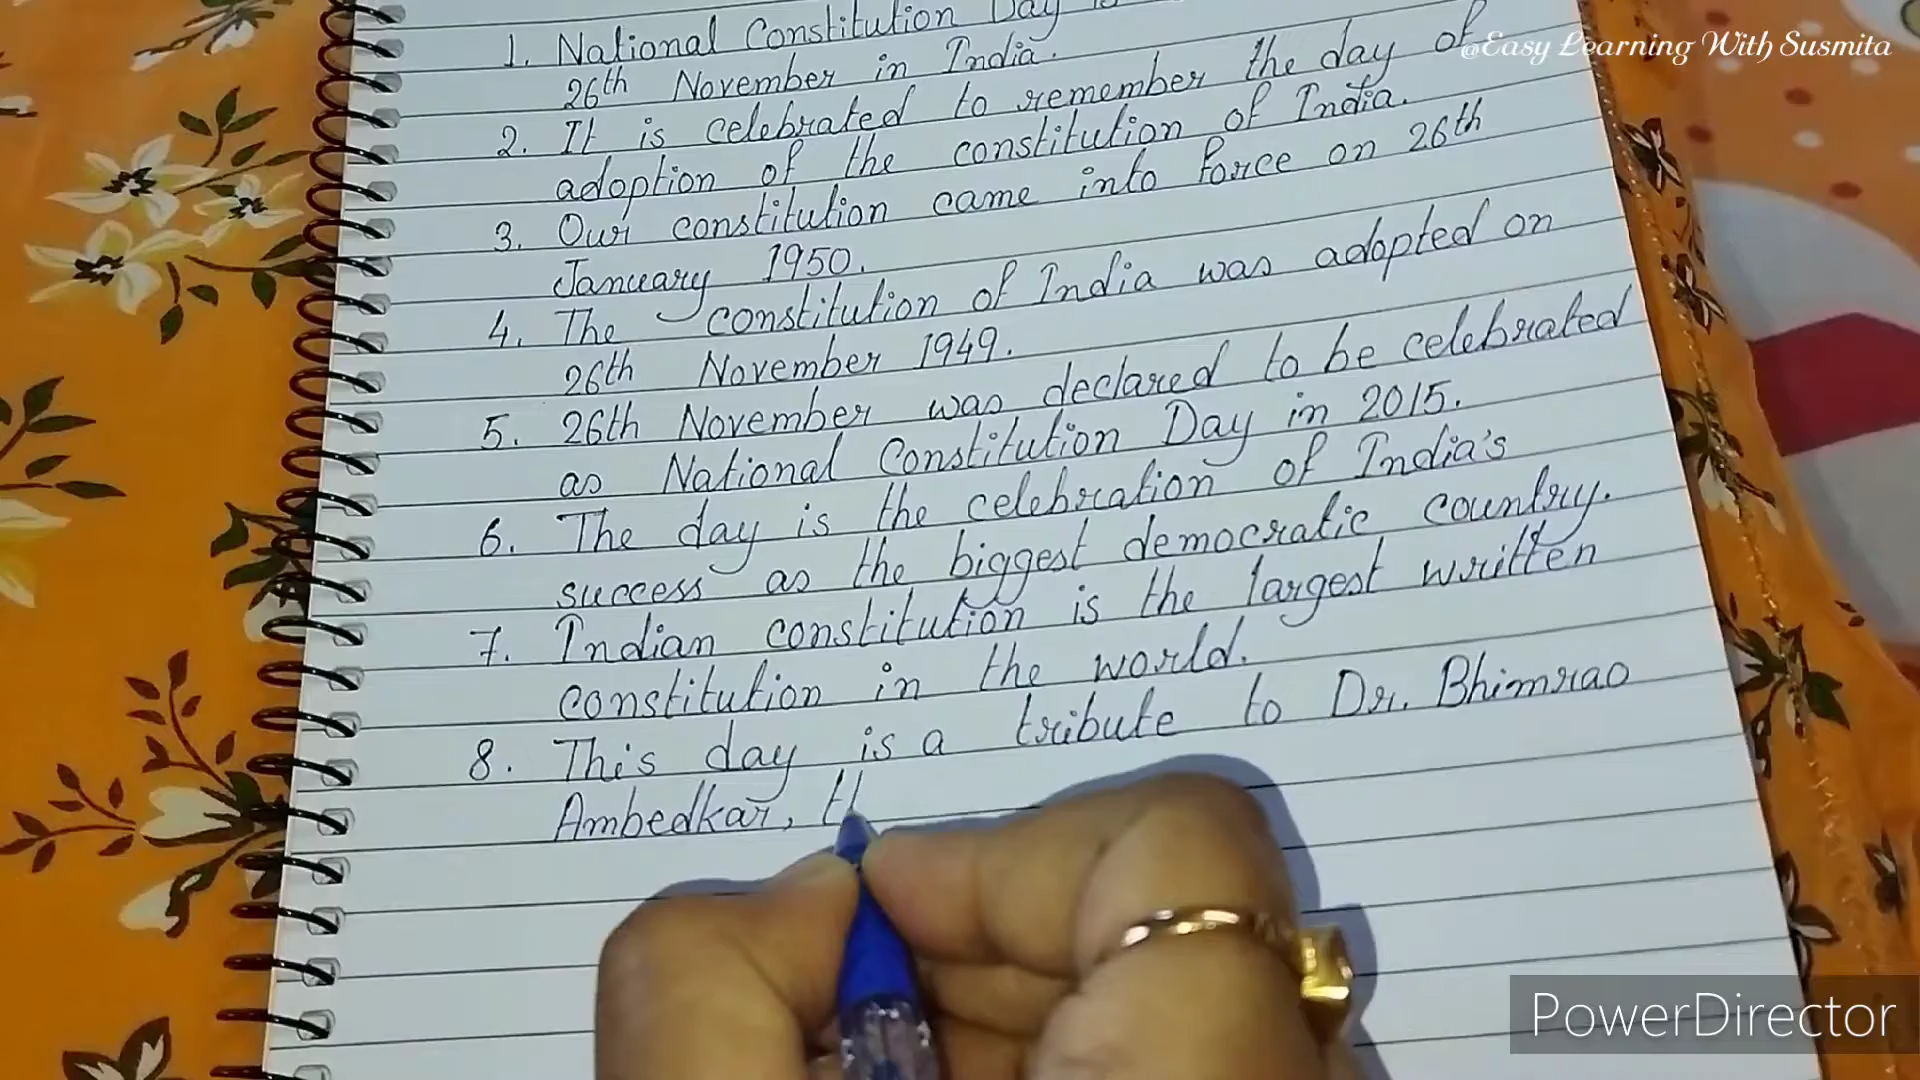 1. National Constitution Day is
26th November in India.
2. It is celebrated to remember the day of
adoption of the constitution of India.
3. Our constitution came into force on 26th
January 1950.
4. The constitution of India was adopted on
26th November 1949.
5. 26th November was declared to be celebrated
as National Constitution Day in 2015.
6. The day is the celebration of India's
success as the biggest democratic country.
7. Indian constitution is the largest written
constitution in the world.
8. This day is a tribute to Dr. Bhimrao
Ambedkar, th
@Easy Learning With Susmita
PowerDirector